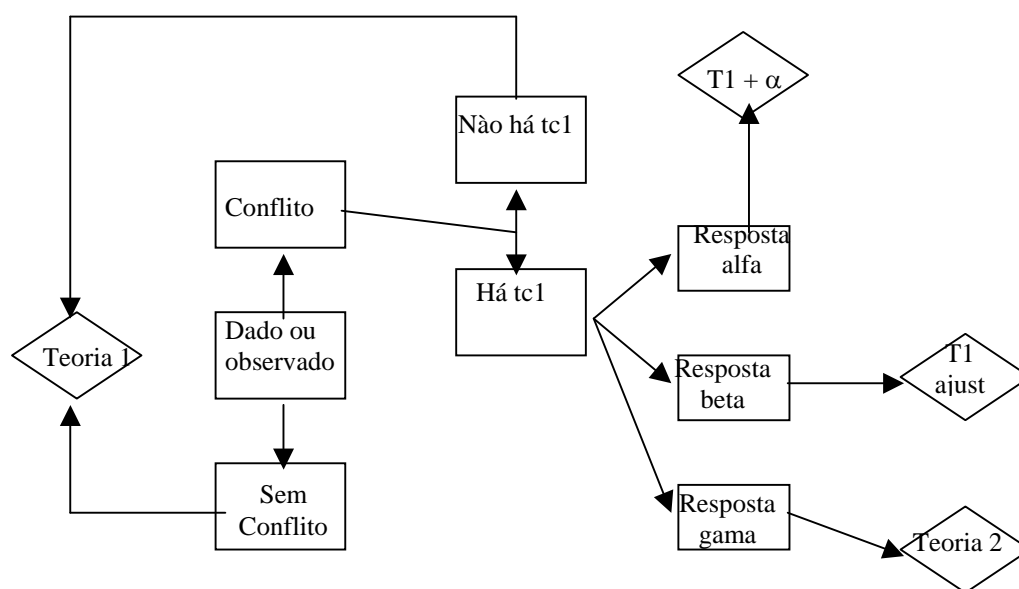 T1 + α
Nào há tc1
Conflito
Resposta
alfa
Há tc1
Dado ou
observado
Teoria 1
Resposta
beta
T1
ajust
Sem
Conflito
Resposta
gama
Teoria 2